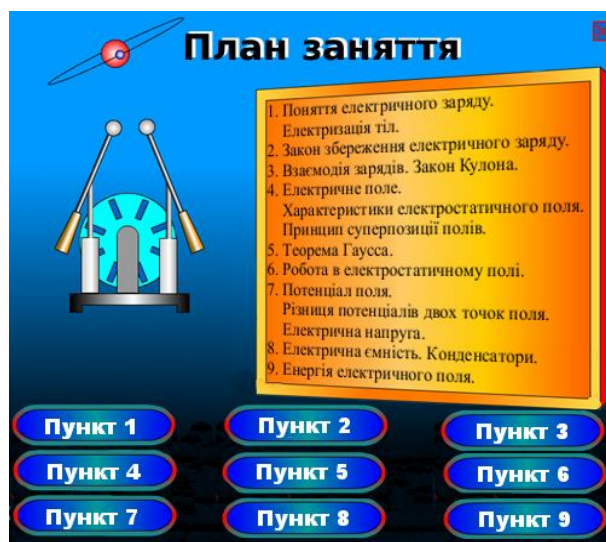 План заняття
1. Поняття електричного заряду.
Електризація тіл.
2. Закон збереження електричного заряду.
3. Взаємодія зарядів. Закон Кулона.
4. Електричне поле.
Характеристики електростатичного поля.
Принцип суперпозиції полів.
5. Теорема Гаусса.
6. Робота в електростатичному полі.
7. Потенціал поля.
Різниця потенціалів двох точок поля.
Електрична напруга.
8. Електрична ємність. Конденсатори.
9. Енергія електричного поля.
Пункт 1
Пункт 2
Пункт 3
Пункт 4
Пункт 5
Пункт 6
Пункт 7
Пункт 8
Пункт 9